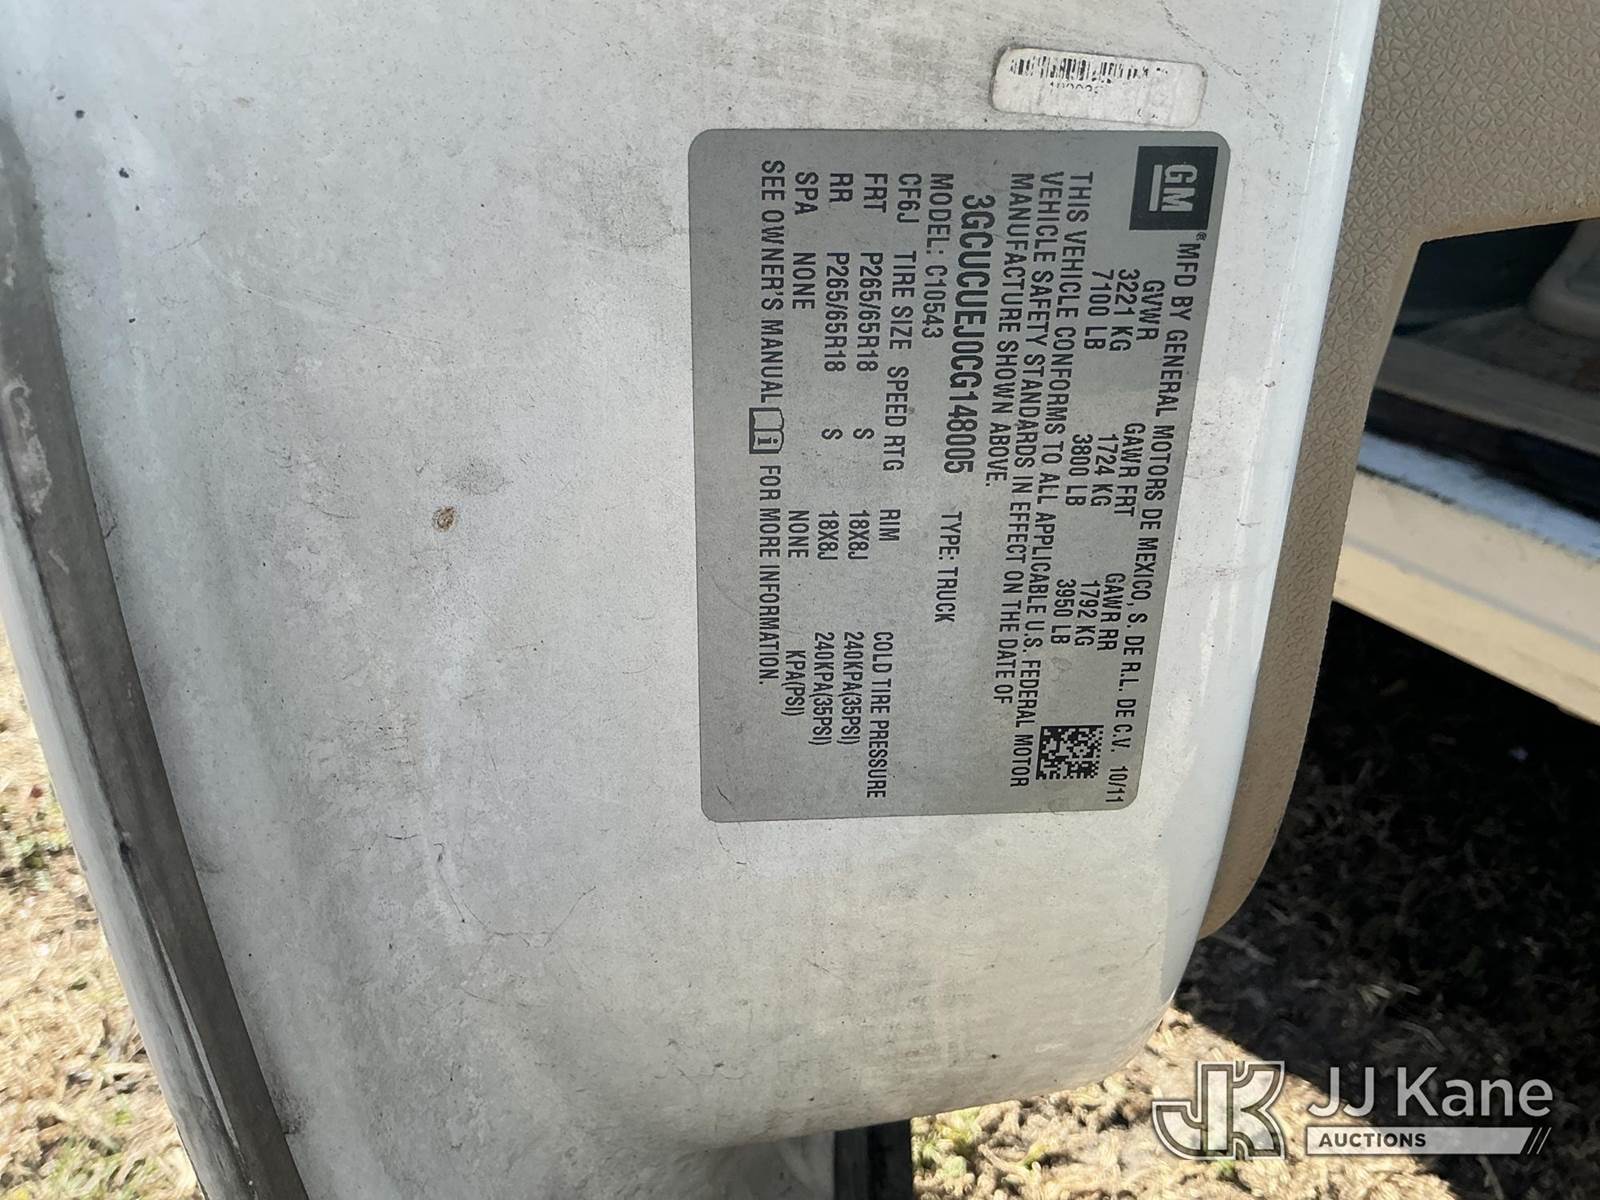 GM ® MFD BY GENERAL MOTORS DE MEXICO, S. DE R.L. DE C.V. 10/11
GVWR GAWR FRT GAWR RR
3221 KG 1724 KG 1792 KG
7100 LB 3800 LB 3950 LB
THIS VEHICLE CONFORMS TO ALL APPLICABLE U.S. FEDERAL MOTOR
VEHICLE SAFETY STANDARDS IN EFFECT ON THE DATE OF
MANUFACTURE SHOWN ABOVE.
3GCUCUEJ0CG148005 TYPE: TRUCK
MODEL: C10543
CF6J TIRE SIZE SPEED RTG RIM COLD TIRE PRESSURE
FRT P265/65R18 S 18X8J 240KPA(35PSI)
RR P265/65R18 S 18X8J 240KPA(35PSI)
SPA NONE NONE KPA(PSI)
SEE OWNER'S MANUAL FOR MORE INFORMATION.
JK JJ Kane
AUCTIONS